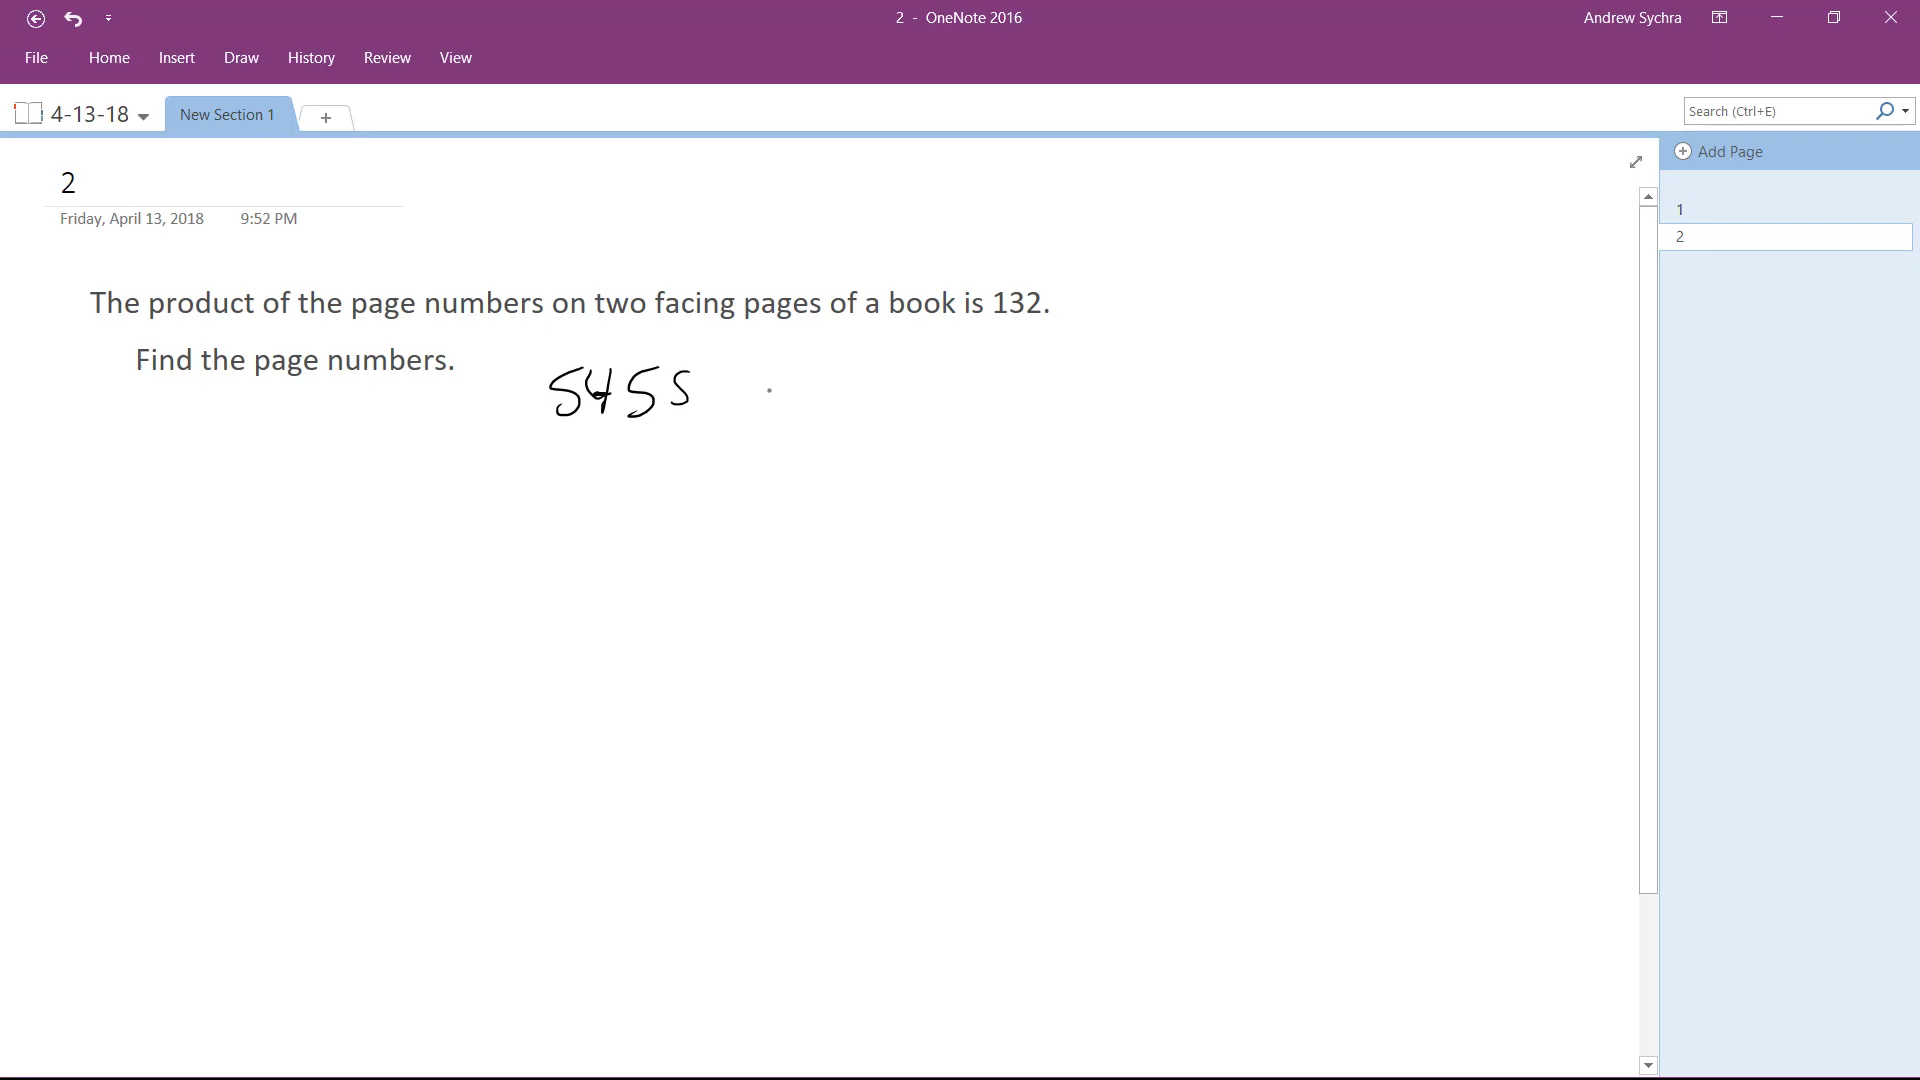 2 - OneNote 2016
Andrew Sychra
File Home Insert Draw History Review View
4-13-18 New Section 1 +
Search (Ctrl+E)
Add Page
2
Friday, April 13, 2018 9:52 PM
1
2
The product of the page numbers on two facing pages of a book is 132.
Find the page numbers.
54 55